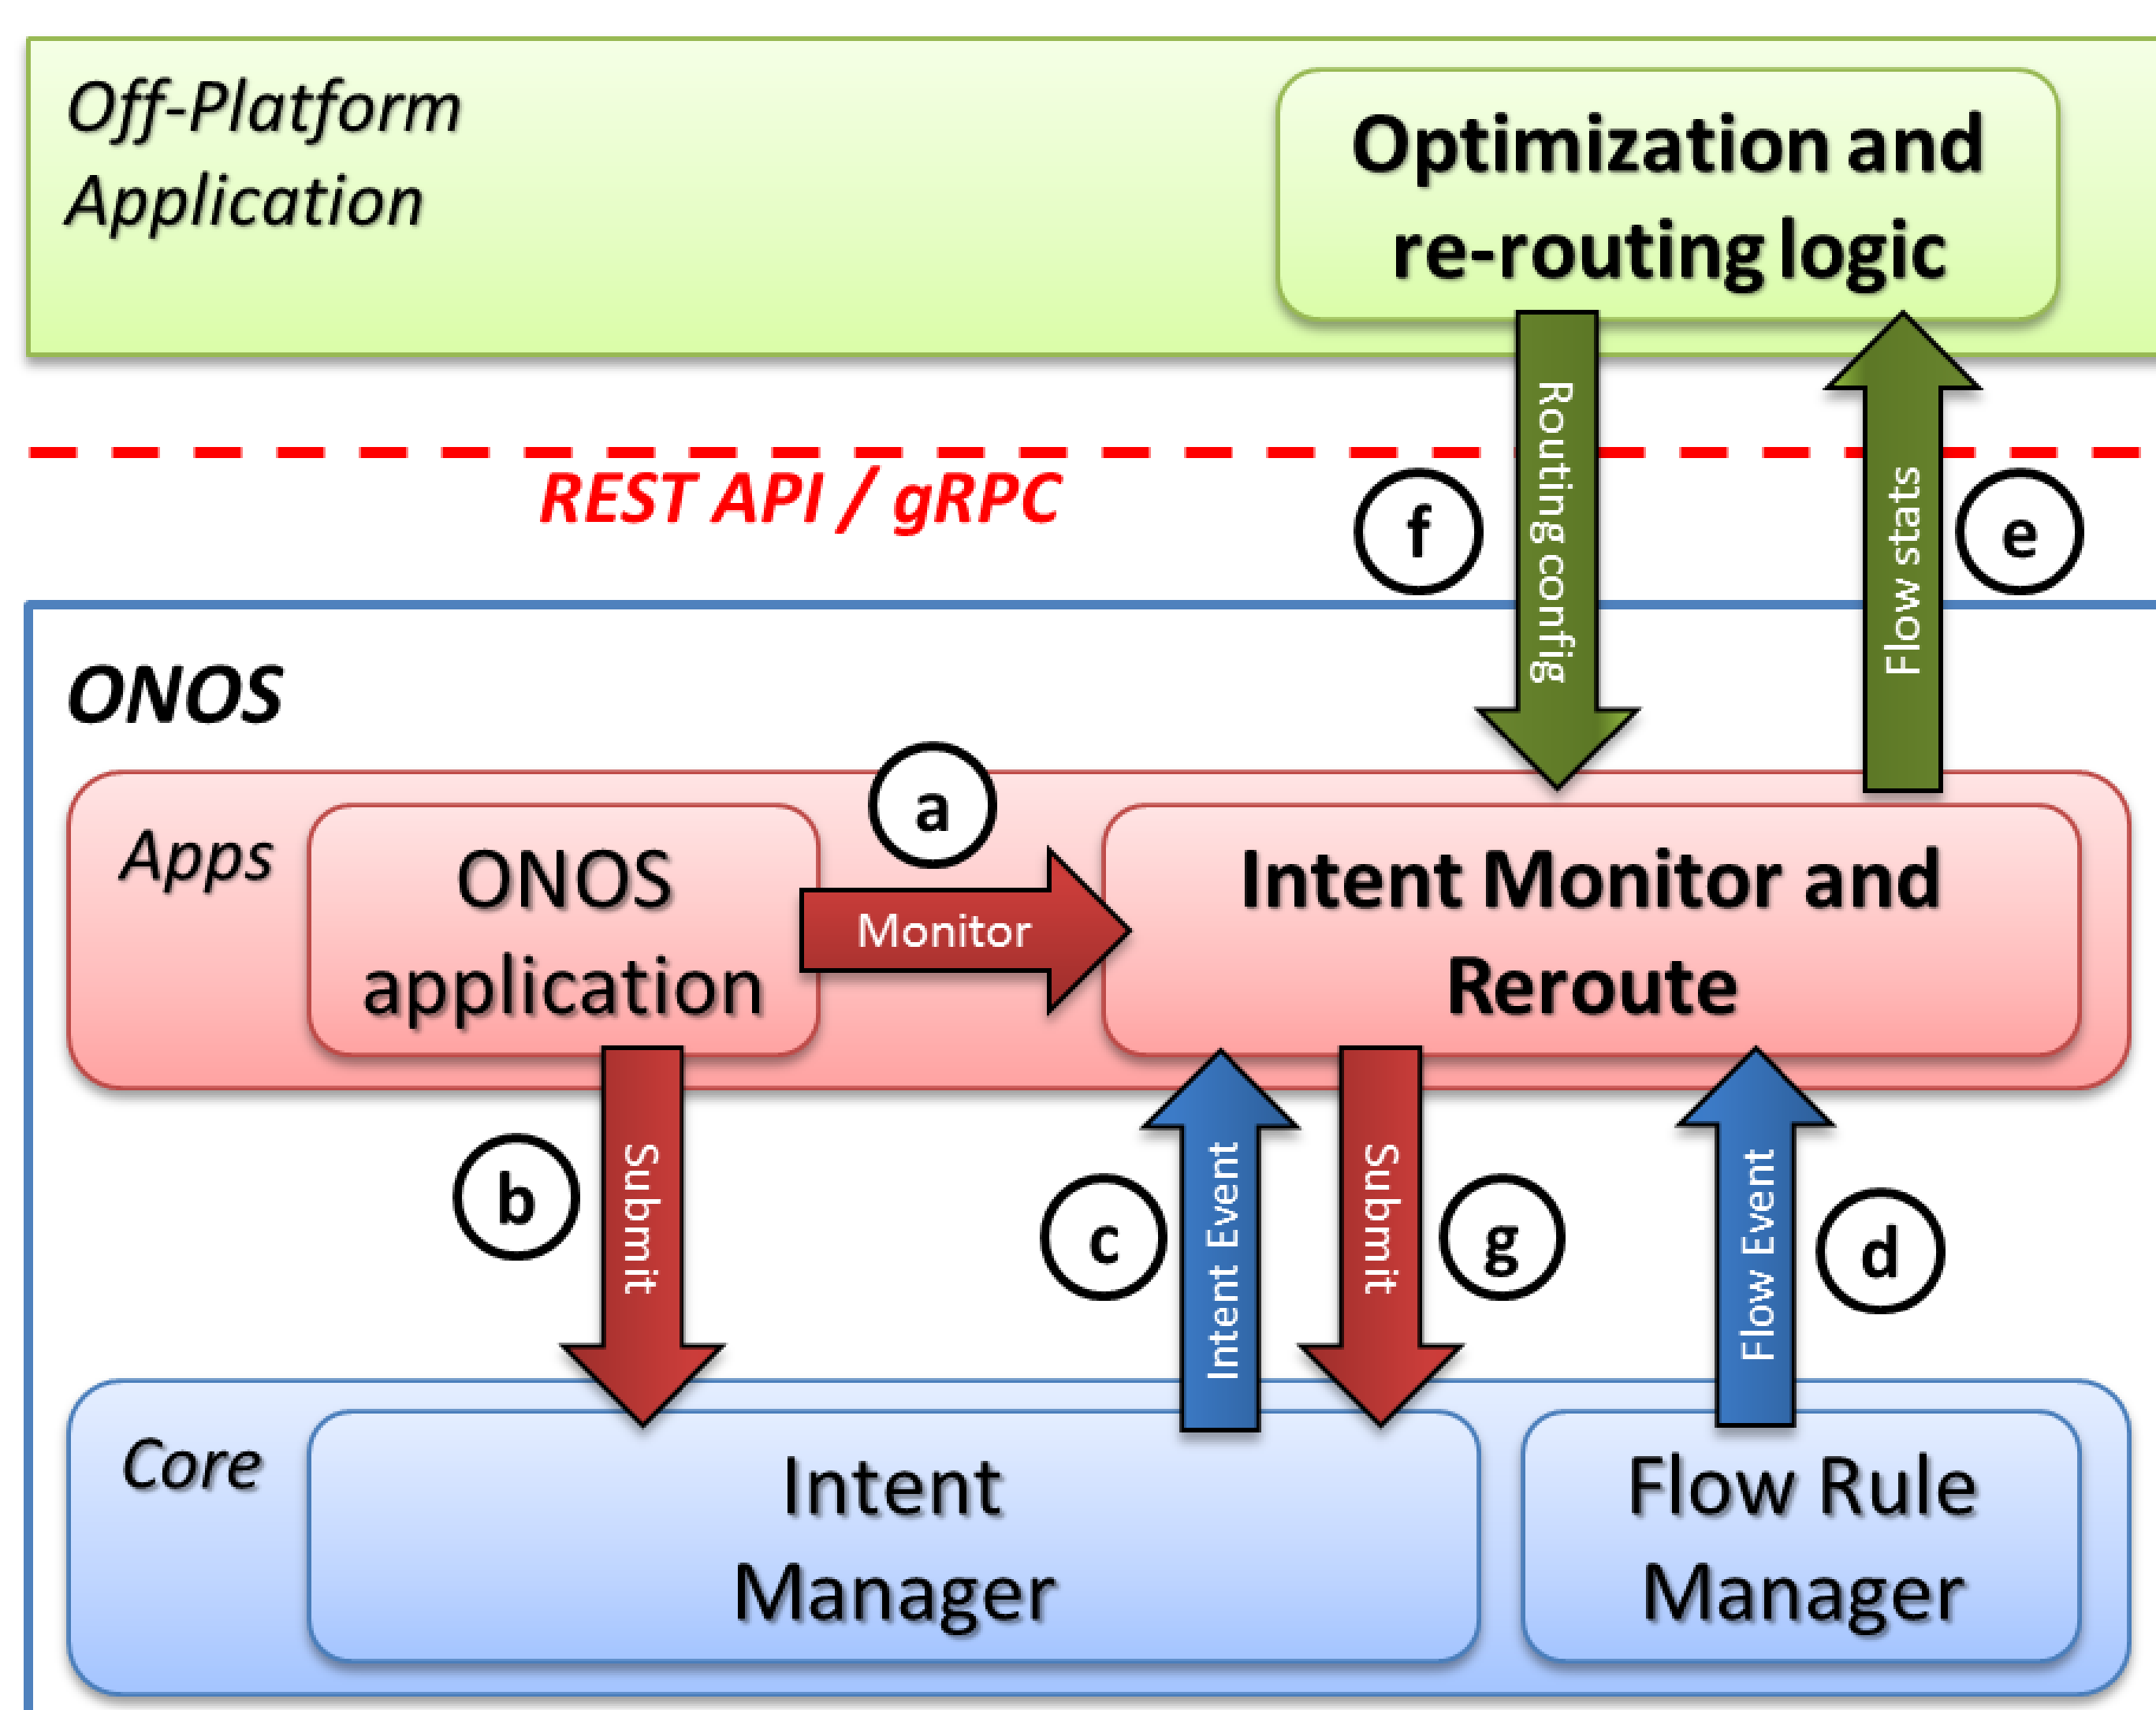 Off-Platform
Application
Optimization and
re-routing logic
REST API / gRPC
Routing config
f
Flow stats
e
ONOS
Apps
ONOS
application
a
Monitor
Intent Monitor and
Reroute
b
Submit
c
Intent Event
Submit
g
Flow Event
d
Core
Intent
Manager
Flow Rule
Manager